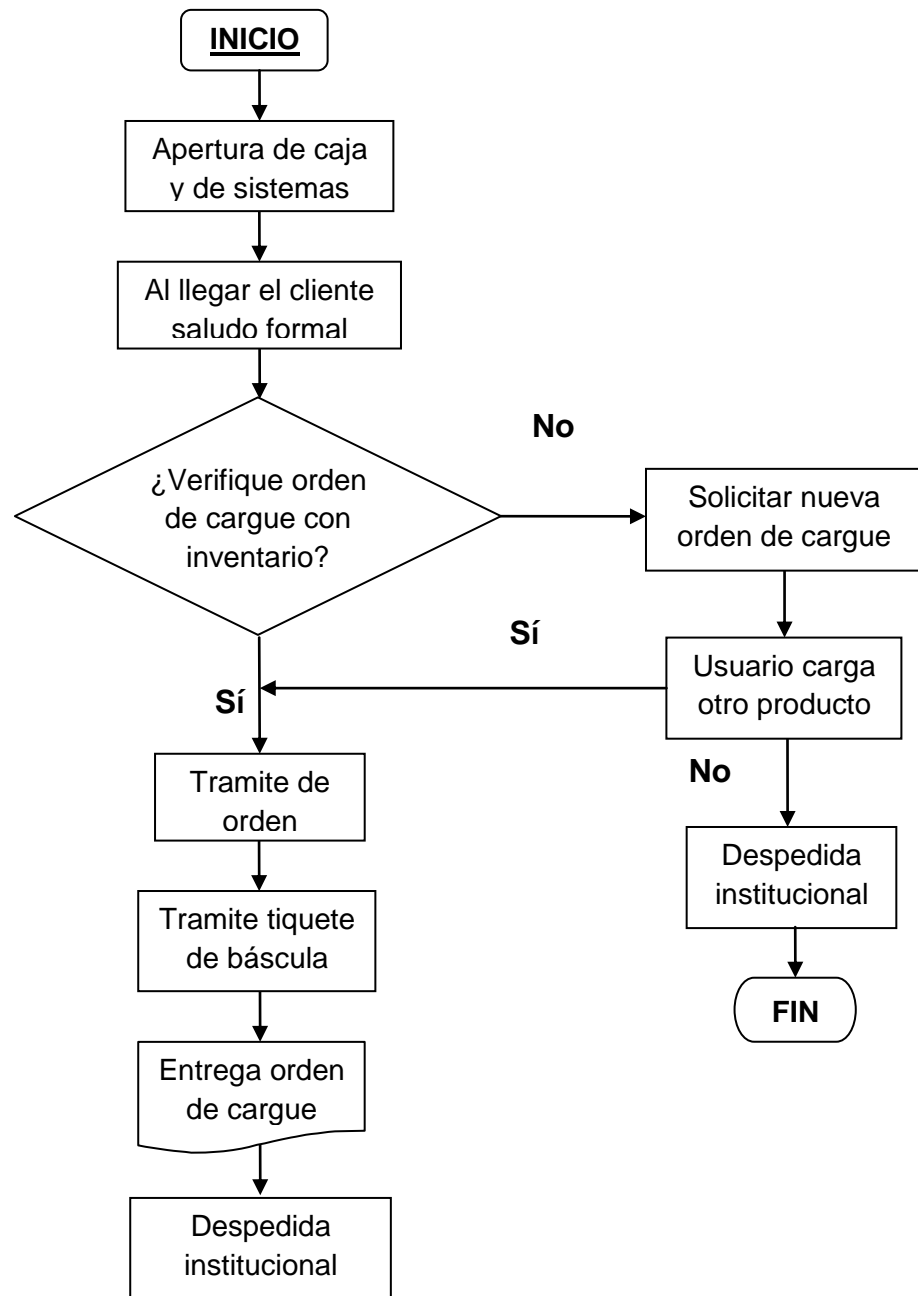 INICIO
Apertura de caja
y de sistemas
Al llegar el cliente
saludo formal
¿Verifique orden
de cargue con
inventario?
No
Solicitar nueva
orden de cargue
Sí
Usuario carga
otro producto
Sí
No
Tramite de
orden
Despedida
institucional
Tramite tiquete
de báscula
FIN
Entrega orden
de cargue
Despedida
institucional